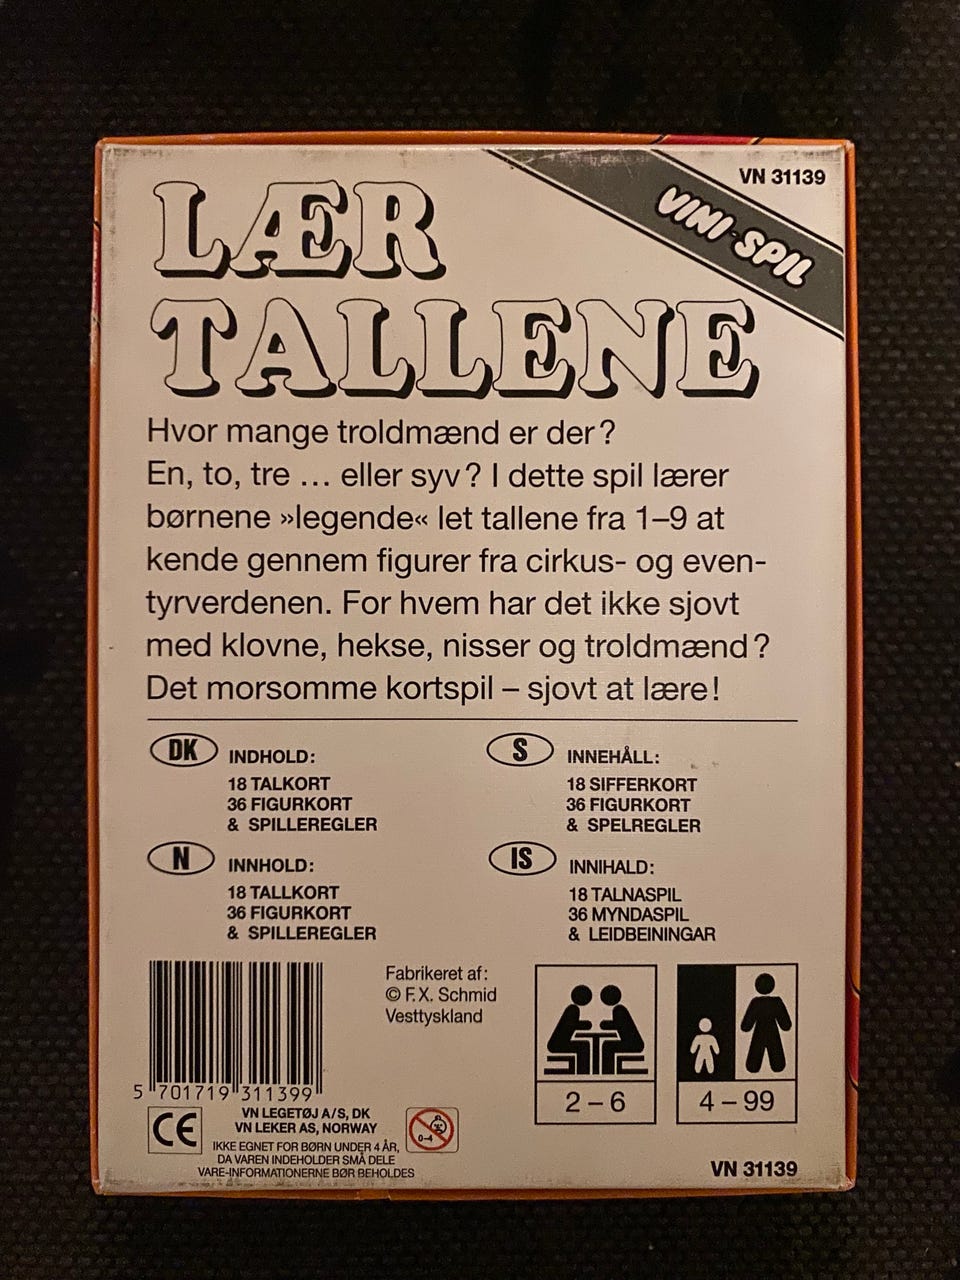 VN 31139
VINI-SPIL
LÆR
TALLENE
Hvor mange troldmænd er der?
En, to, tre ... eller syv? I dette spil lærer
børnene »legende« let tallene fra 1–9 at
kende gennem figurer fra cirkus- og even-
tyrverdenen. For hvem har det ikke sjovt
med klovne, hekse, nisser og troldmænd?
Det morsomme kortspil – sjovt at lære!
DK INDHOLD:
18 TALKORT
36 FIGURKORT
& SPILLEREGLER
S INNEHÅLL:
18 SIFFERKORT
36 FIGURKORT
& SPELREGLER
N INNHOLD:
18 TALLKORT
36 FIGURKORT
& SPILLEREGLER
IS INNIHALD:
18 TALNASPIL
36 MYNDASPIL
& LEIDBEININGAR
Fabrikeret af:
© F.X. Schmid
Vesttyskland
5 701719 311399
2 – 6
4 – 99
CE
VN LEGETØJ A/S, DK
VN LEKER AS, NORWAY
IKKE EGNET FOR BØRN UNDER 4 ÅR,
DA VAREN INDEHOLDER SMÅ DELE
VARE-INFORMATIONERNE BØR BEHOLDES
0-4
VN 31139